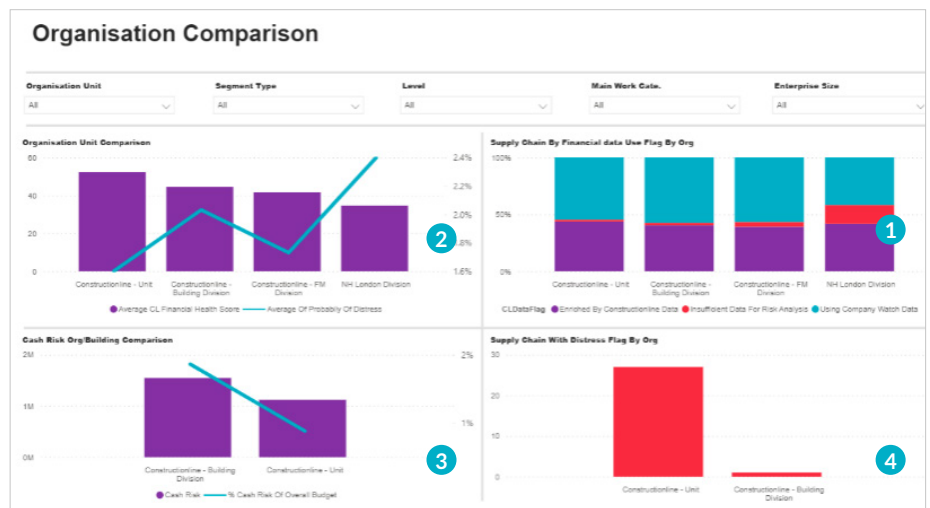 Organisation Comparison
Organisation Unit
Segment Type
Level
Main Work Cate.
Enterprise Size
All
All
All
All
All
Organisation Unit Comparison
60
40
20
0
2.4%
2.2%
2.0%
1.8%
1.6%
2
Constructionline - Unit
Constructionline -
Building Division
Constructionline - FM
Division
NH London Division
Average CL Financial Health Score
Average Of Probabily Of Distress
Supply Chain By Financial data Use Flag By Org
100%
50%
0%
1
Constructionline - Unit
Constructionline -
Building Division
Constructionline - FM
Division
NH London Division
CLDataFlag
Enriched By Constructionline Data
Insufficient Data For Risk Analysis
Using Company Watch Data
Cash Risk Org/Building Comparison
2M
1M
0M
2%
1%
3
Constructionline - Building
Division
Constructionline - Unit
Cash Risk
% Cash Risk Of Overall Budget
Supply Chain With Distress Flag By Org
30
20
10
0
4
Constructionline - Unit
Constructionline - Building
Division